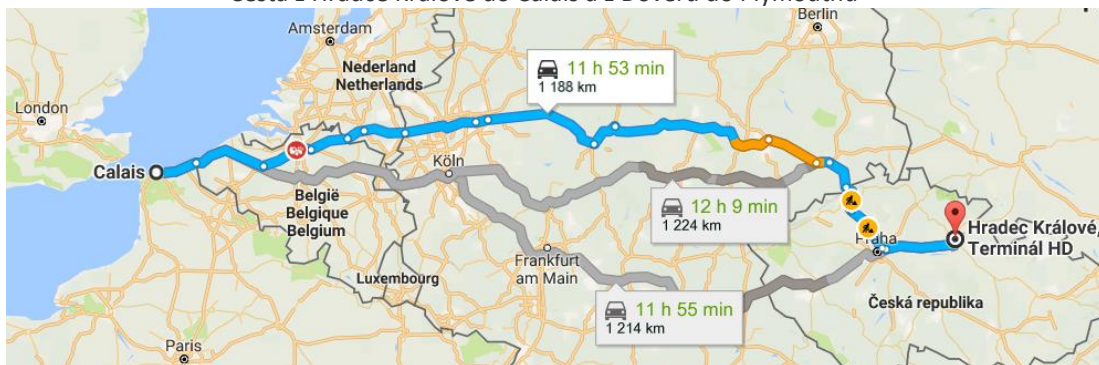 Cesta z Hradce Králové do Calais a z Doveru do Plymouthu
Amsterdam
Berlin
Nederland
Netherlands
London
11 h 53 min
1 188 km
Calais
Köln
België
Belgique
Belgium
12 h 9 min
1 224 km
Hradec Králové,
Terminál HD
Praha
Frankfurt
am Main
Luxembourg
11 h 55 min
1 214 km
Česká republika
Paris